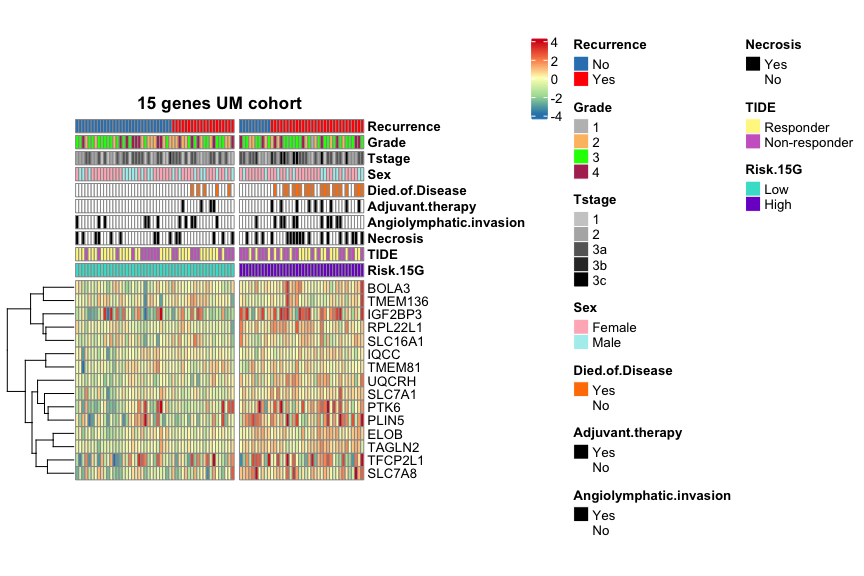 15 genes UM cohort
Recurrence
Grade
Tstage
Sex
Died.of.Disease
Adjuvant.therapy
Angiolymphatic.invasion
Necrosis
TIDE
Risk.15G
BOLA3
TMEM136
IGF2BP3
RPL22L1
SLC16A1
IQCC
TMEM81
UQCRH
SLC7A1
PTK6
PLIN5
ELOB
TAGLN2
TFCP2L1
SLC7A8
4
2
0
-2
-4
Recurrence
No
Yes
Grade
1
2
3
4
Tstage
1
2
3a
3b
3c
Sex
Female
Male
Died.of.Disease
Yes
No
Adjuvant.therapy
Yes
No
Angiolymphatic.invasion
Yes
No
Necrosis
Yes
No
TIDE
Responder
Non-responder
Risk.15G
Low
High